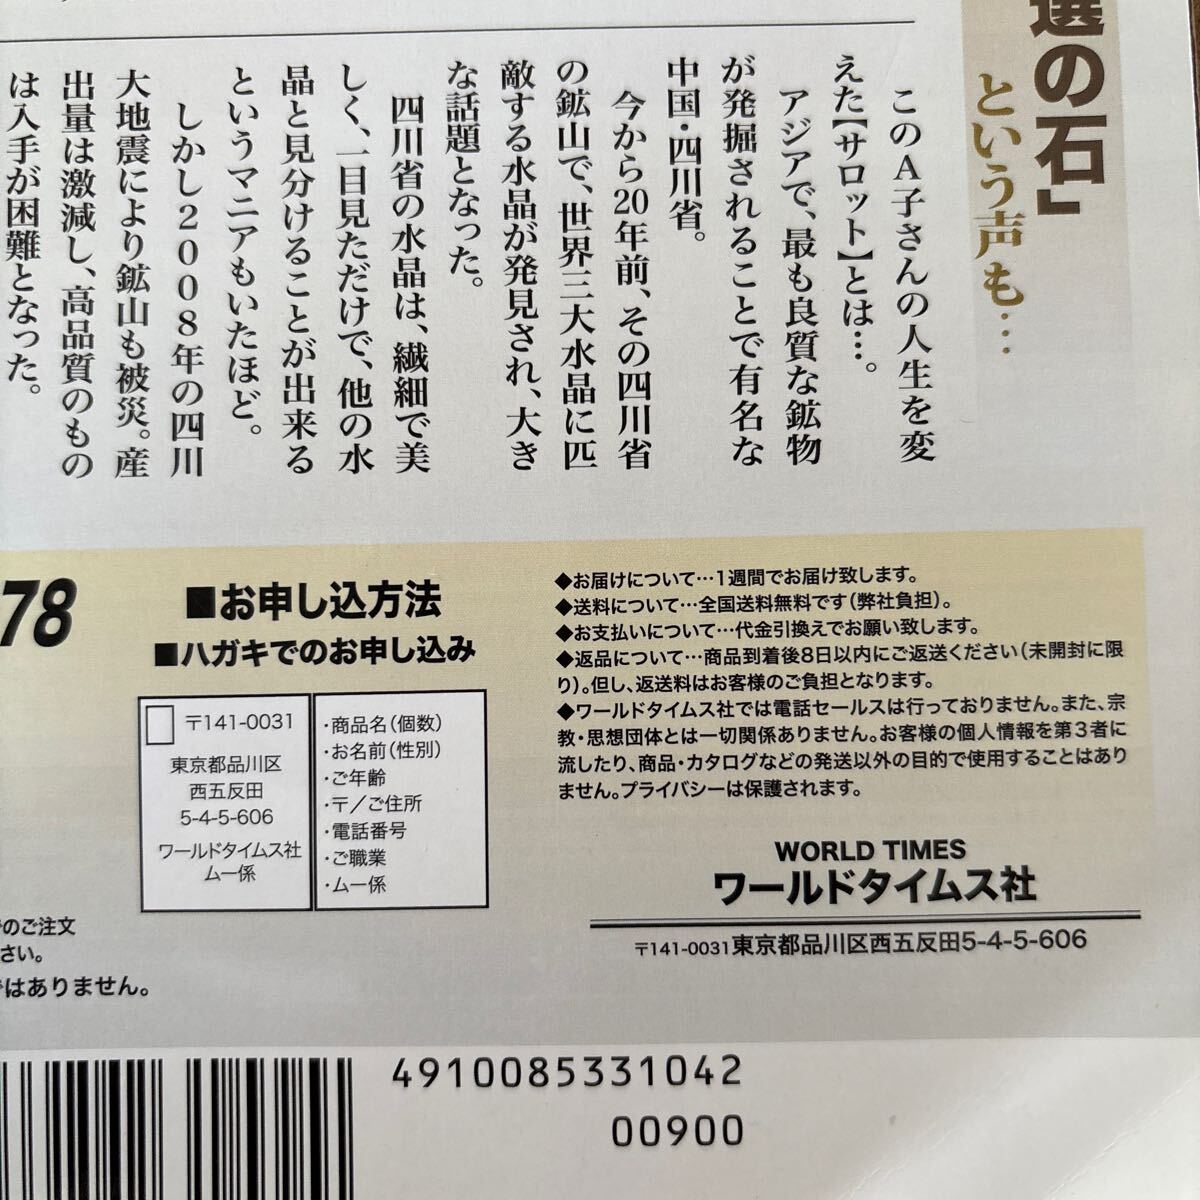 選の石」
という声も…
このA子さんの人生を変
えた【サロット】とは…。
アジアで、最も良質な鉱物
が発掘されることで有名な
中国・四川省。
今から20年前、その四川省
の鉱山で、世界三大水晶に匹
敵する水晶が発見され、大き
な話題となった。
四川省の水晶は、繊細で美
しく、一目見ただけで、他の水
晶と見分けることが出来る
というマニアもいたほど。
しかし2008年の四川
大地震により鉱山も被災。産
出量は激減し、高品質のもの
は入手が困難となった。
78
■お申し込方法
■ハガキでのお申し込み
〒141-0031
東京都品川区
西五反田
5-4-5-606
ワールドタイムス社
ムー係
・商品名(個数)
・お名前(性別)
・ご年齢
・〒/ご住所
・電話番号
・ご職業
・ムー係
◆お届けについて…1週間でお届け致します。
◆送料について…全国送料無料です(弊社負担)。
◆お支払いについて…代金引換えでお願い致します。
◆返品について…商品到着後8日以内にご返送ください(未開封に限
り)。但し、返送料はお客様のご負担となります。
◆ワールドタイムス社では電話セールスは行っておりません。また、宗
教・思想団体とは一切関係ありません。お客様の個人情報を第3者に
流したり、商品・カタログなどの発送以外の目的で使用することはあり
ません。プライバシーは保護されます。
WORLD TIMES
ワールドタイムス社
〒141-0031東京都品川区西五反田5-4-5-606
でのご注文
さい。
ではありません。
4910085331042
00900